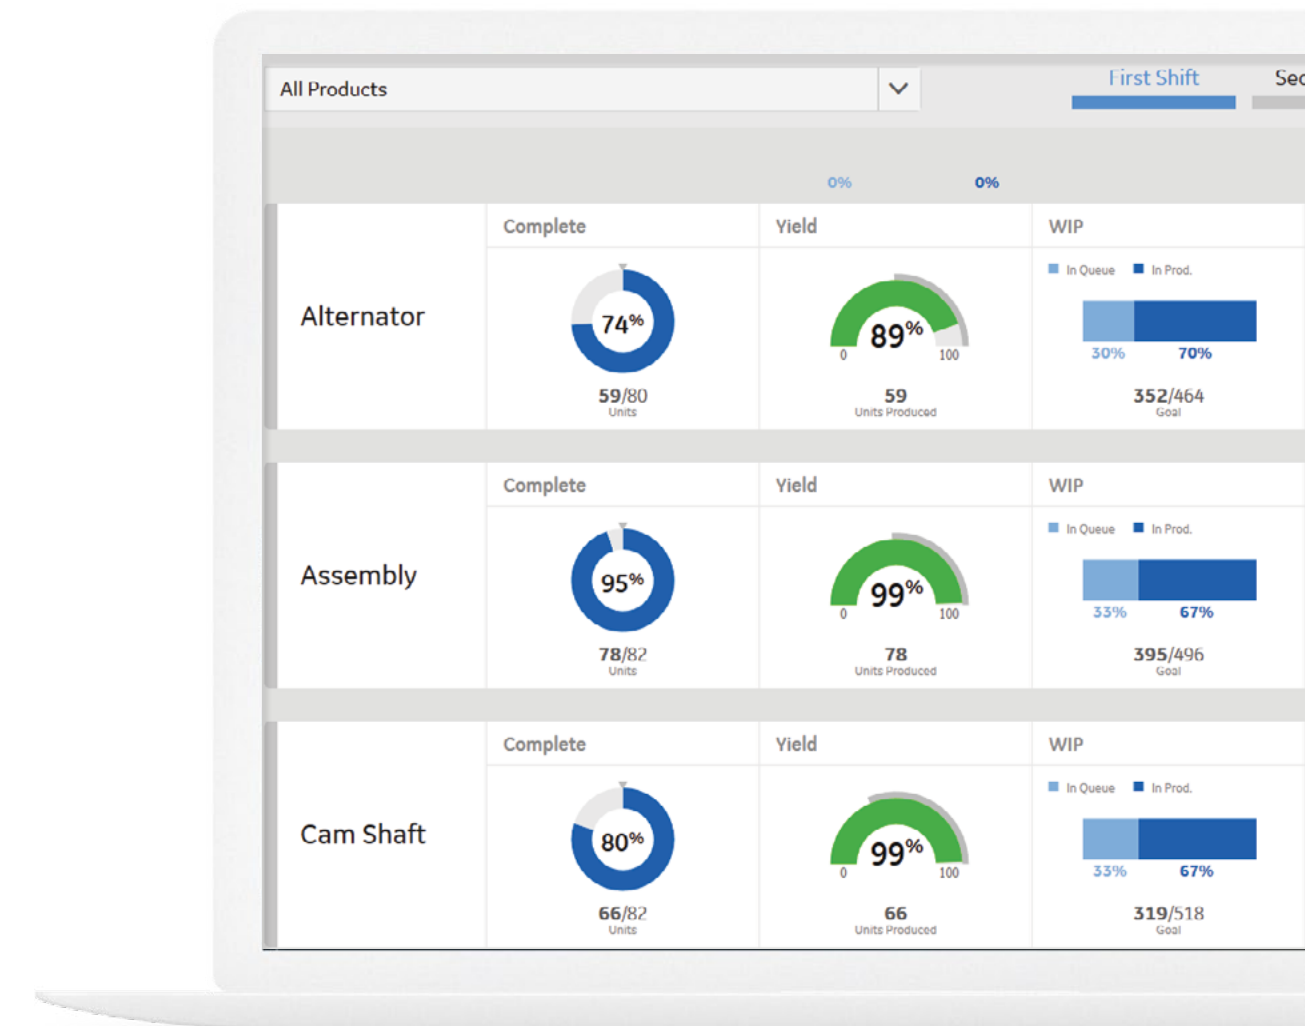 All Products
First Shift
Sec
0% 0%
Complete Yield WIP
In Queue In Prod.
Alternator
74% 89%
0 100
30% 70%
59/80 59 352/464
Units Units Produced Goal
Complete Yield WIP
In Queue In Prod.
Assembly
95% 99%
0 100
33% 67%
78/82 78 395/496
Units Units Produced Goal
Complete Yield WIP
In Queue In Prod.
Cam Shaft
80% 99%
0 100
33% 67%
66/82 66 319/518
Units Units Produced Goal